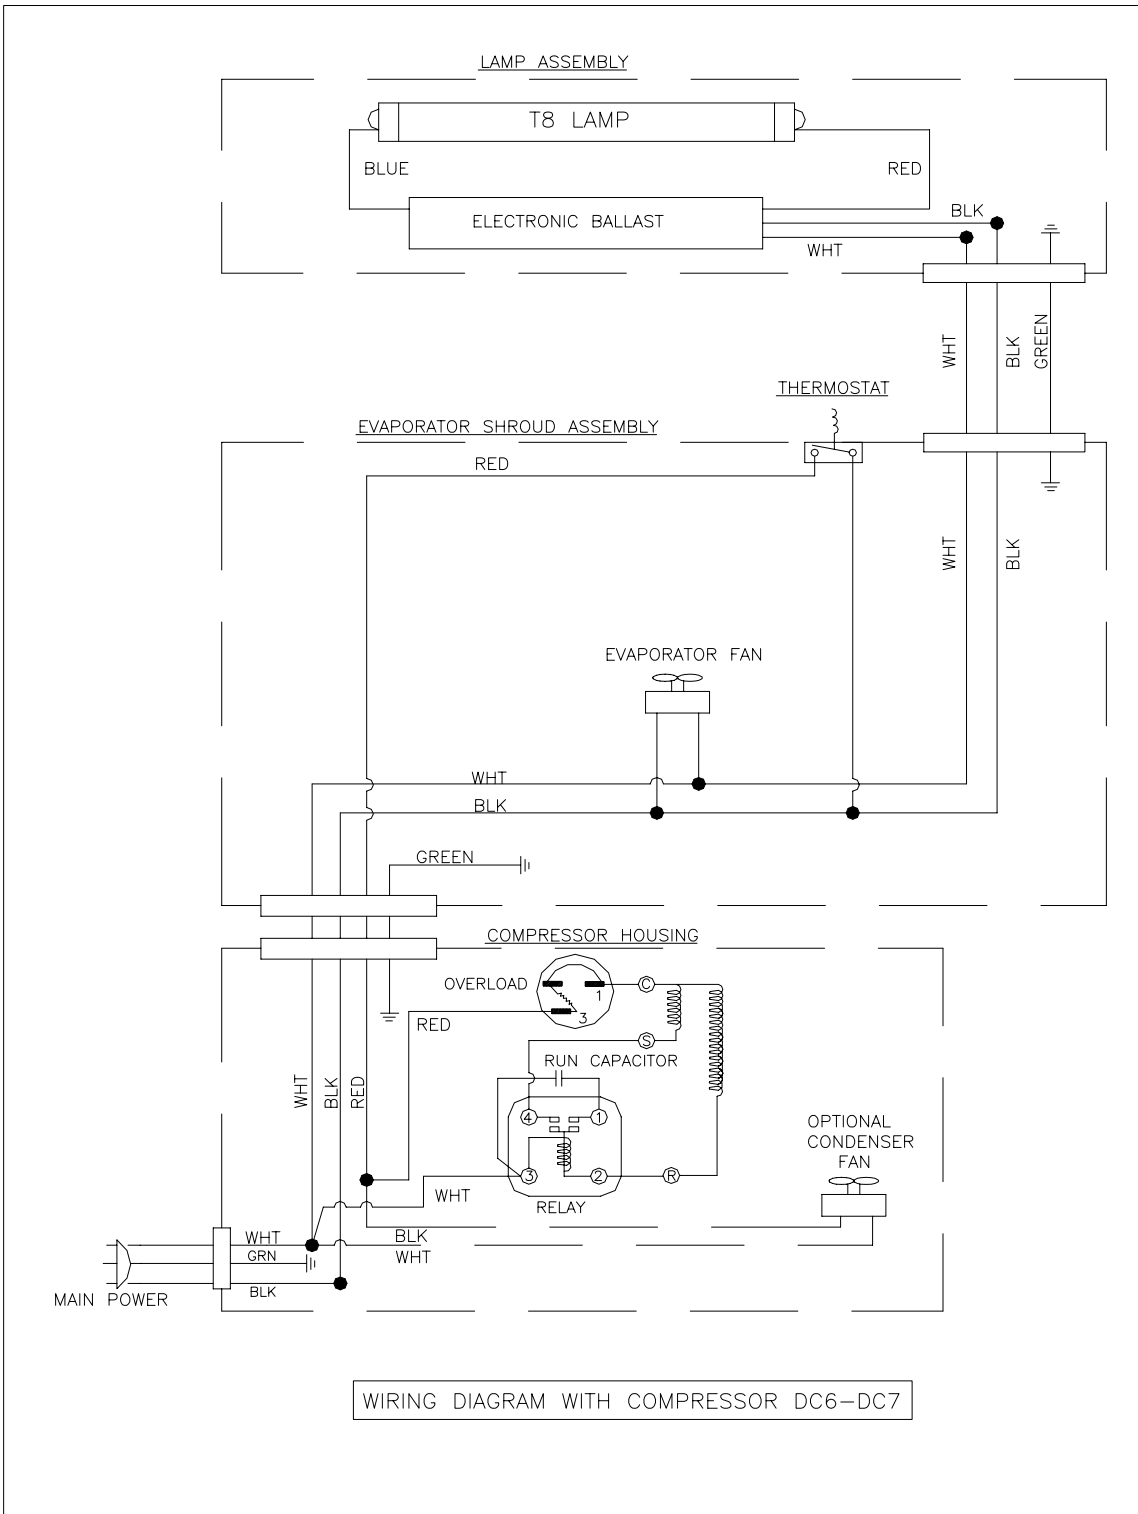 LAMP ASSEMBLY
T8 LAMP
BLUE
RED
ELECTRONIC BALLAST
BLK
WHT
WHT
BLK
GREEN
THERMOSTAT
EVAPORATOR SHROUD ASSEMBLY
RED
WHT
BLK
EVAPORATOR FAN
WHT
BLK
GREEN
COMPRESSOR HOUSING
OVERLOAD
1
C
3
RED
S
RUN CAPACITOR
WHT
BLK
RED
4
1
OPTIONAL
CONDENSER
FAN
3
2
R
WHT
RELAY
WHT
BLK
GRN
WHT
BLK
MAIN POWER
WIRING DIAGRAM WITH COMPRESSOR DC6-DC7